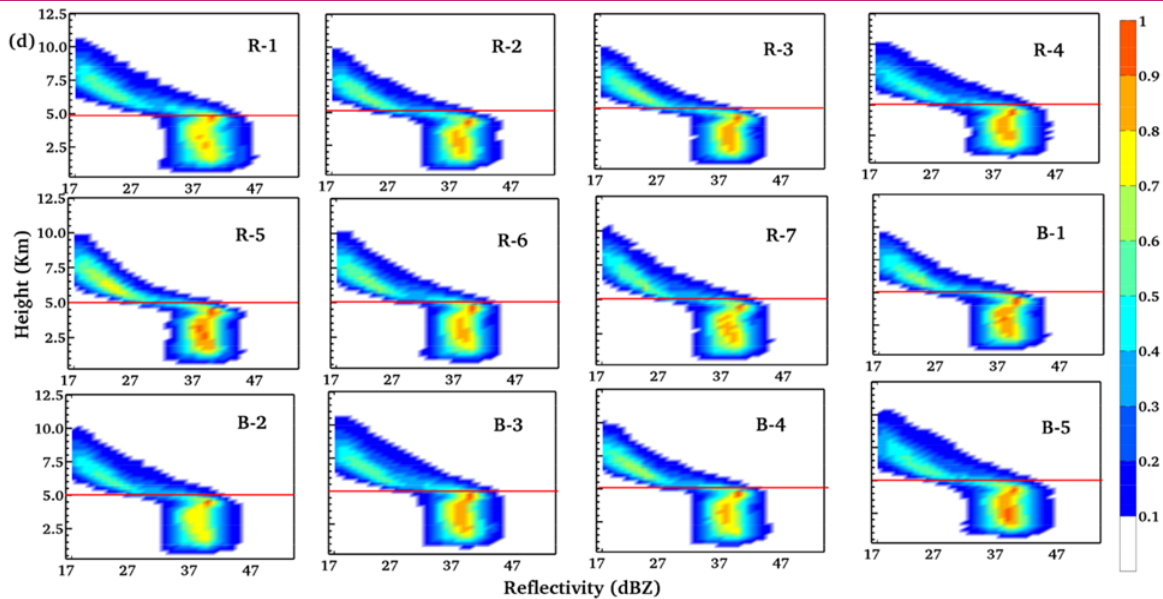 (d)
12.5
10.0
7.5
5.0
2.5
R-1
R-2
R-3
R-4
17 27 37 47
17 27 37 47
17 27 37 47
17 27 37 47
12.5
10.0
7.5
5.0
2.5
R-5
R-6
R-7
B-1
17 27 37 47
17 27 37 47
17 27 37 47
17 27 37 47
12.5
10.0
7.5
5.0
2.5
B-2
B-3
B-4
B-5
17 27 37 47
17 27 37 47
17 27 37 47
17 27 37 47
Height (Km)
Reflectivity (dBZ)
1
0.9
0.8
0.7
0.6
0.5
0.4
0.3
0.2
0.1